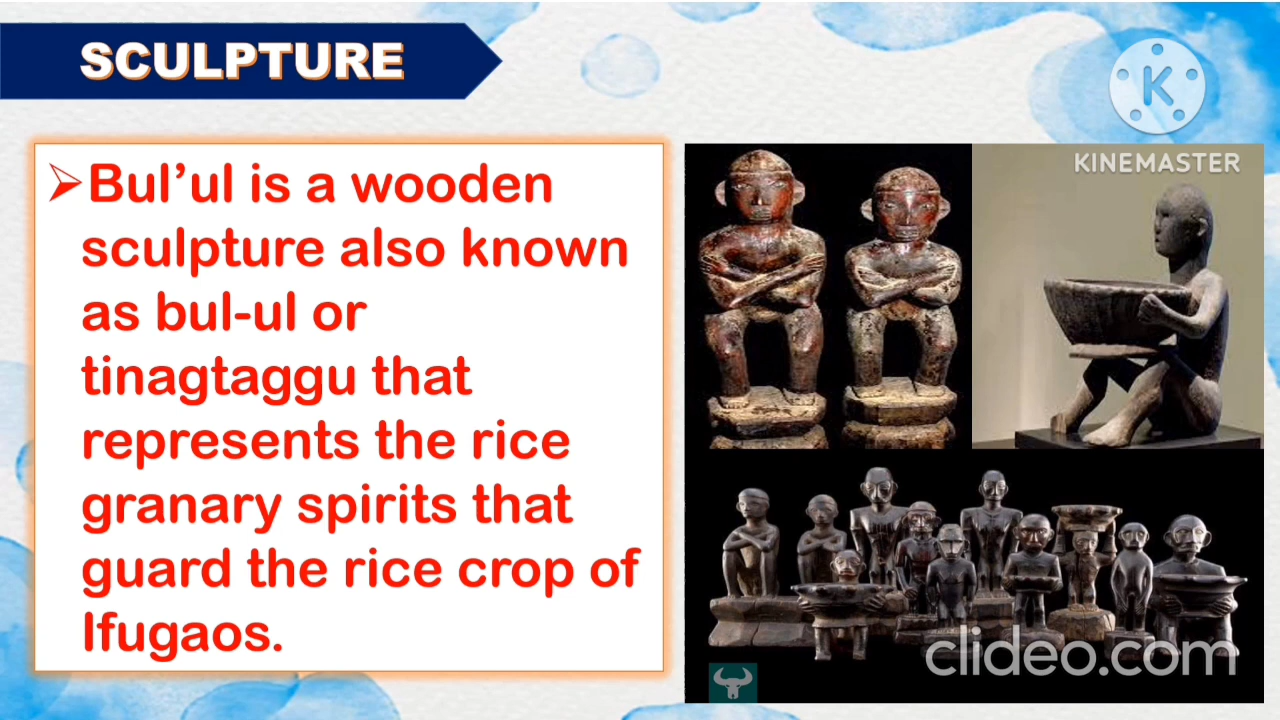 SCULPTURE
KINEMASTER
➢Bul’ul is a wooden
sculpture also known
as bul-ul or
tinagtaggu that
represents the rice
granary spirits that
guard the rice crop of
Ifugaos.
clideo.com